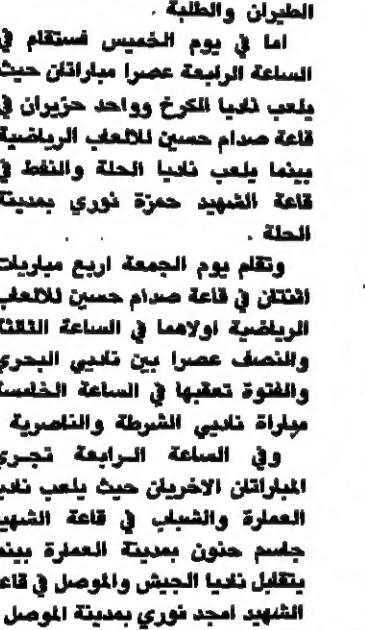 الطيران والطلبة .
اما في يوم الخميس فستقام في
الساعة الرابعة عصرا مباراتان حيث
يلعب ناديا الكرخ وواحد حزيران في
قاعة صدام حسين للالعاب الرياضية
بينما يلعب ناديا الحلة والنفط في
قاعة الشهيد حمزة نوري بمدينة
الحلة .
وتقام يوم الجمعة اربع مباريات
اثنتان في قاعة صدام حسين للالعاب
الرياضية اولاهما في الساعة الثالثة
والنصف عصرا بين ناديي البحري
والفتوة تعقبها في الساعة الخامسة
مباراة ناديي الشرطة والناصرية .
وفي الساعة الرابعة تجري
المباراتان الاخريان حيث يلعب ناديا
العمارة والشباب في قاعة الشهيد
جاسم حنون بمدينة العمارة بينما
يتقابل ناديا الجيش والموصل في قاعة
الشهيد امجد نوري بمدينة الموصل